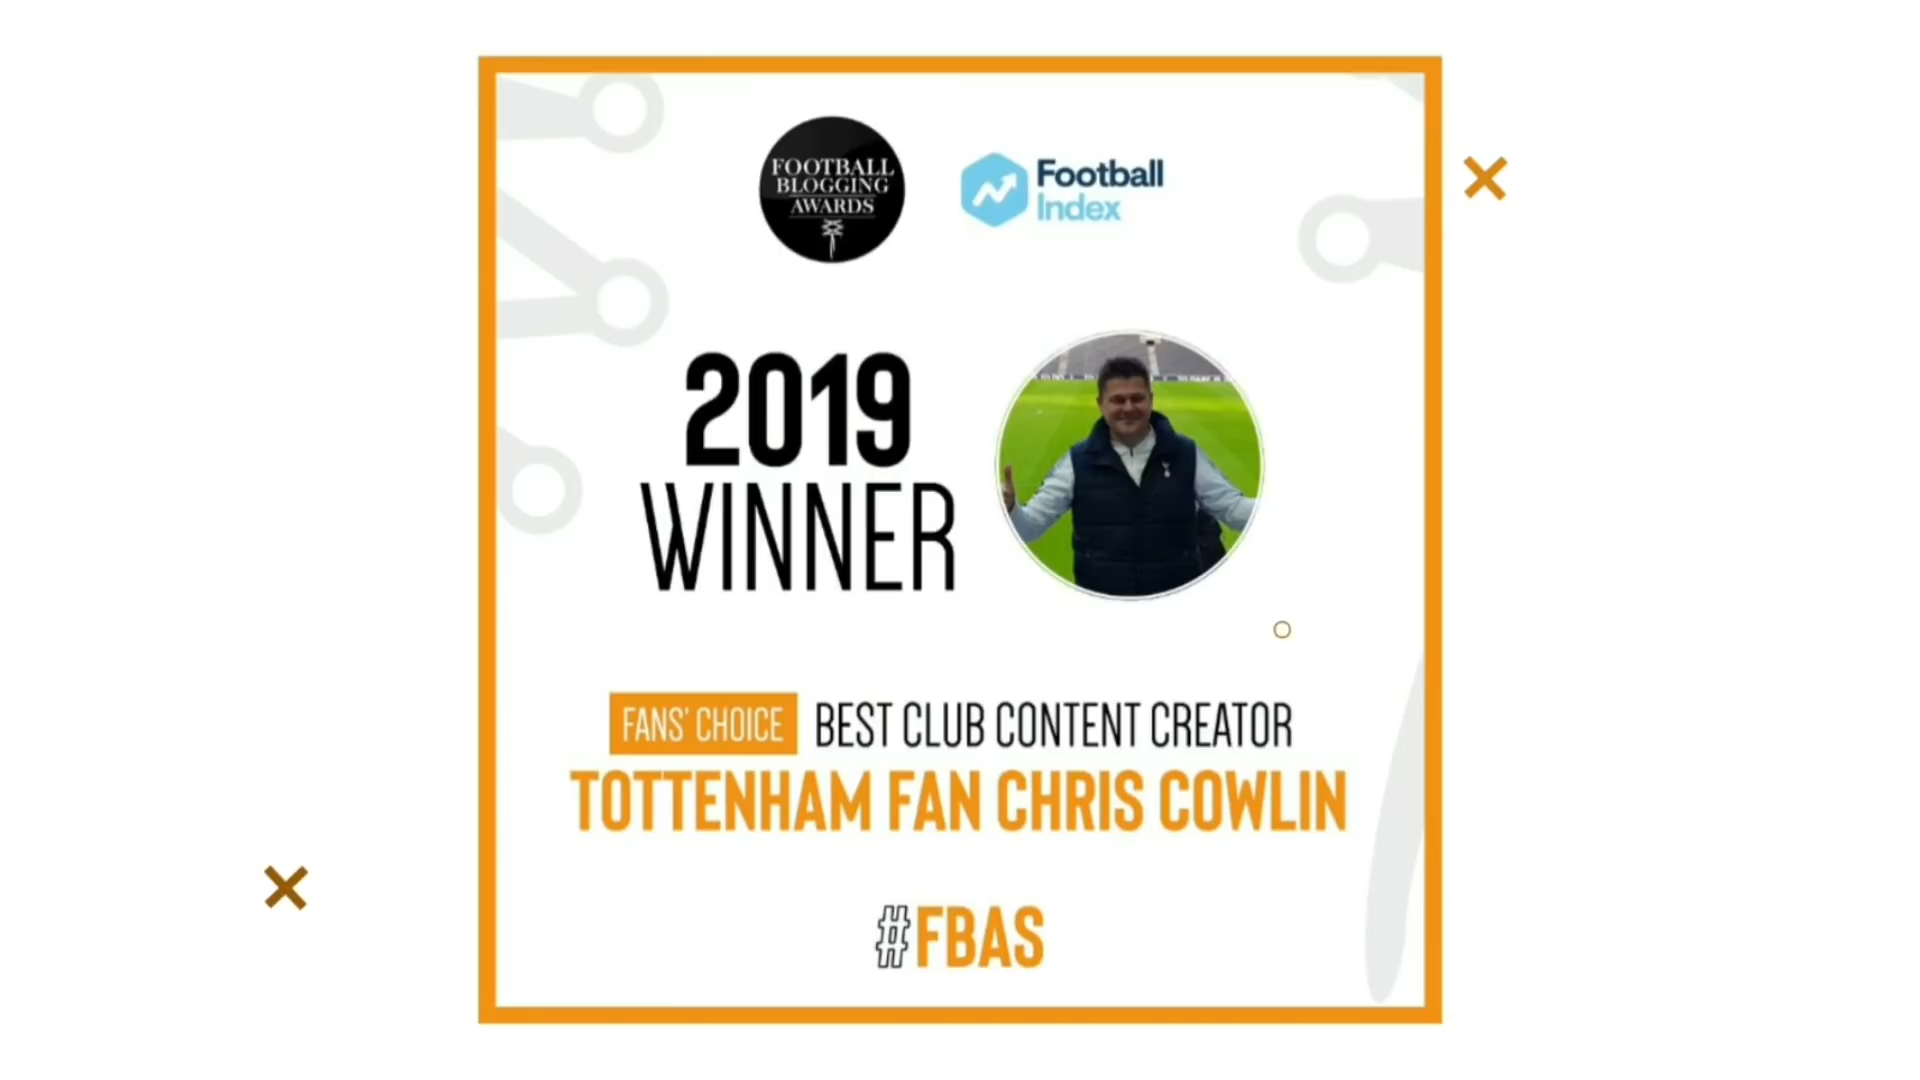 FOOTBALL
BLOGGING
AWARDS
Football
Index
2019
WINNER
FANS' CHOICE BEST CLUB CONTENT CREATOR
TOTTENHAM FAN CHRIS COWLIN
#FBAS